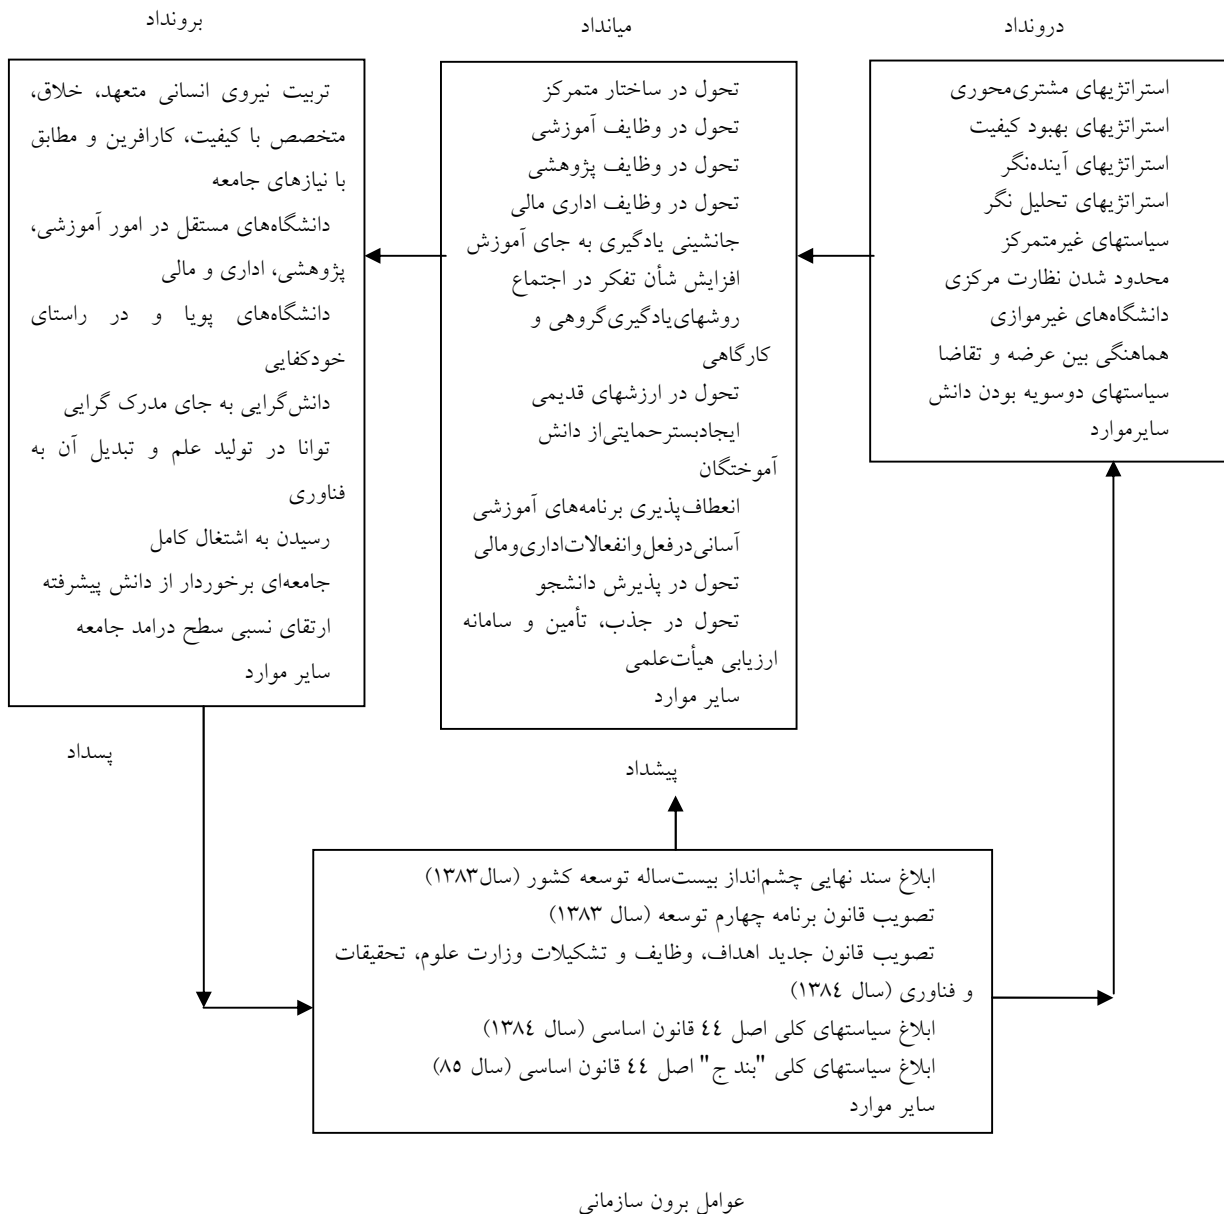 درونداد
استراتژیهای مشتری‌محوری
استراتژیهای بهبود کیفیت
استراتژیهای آینده‌نگر
استراتژیهای تحلیل نگر
سیاستهای غیرمتمرکز
محدود شدن نظارت مرکزی
دانشگاه‌های غیرموازی
هماهنگی بین عرضه و تقاضا
سیاستهای دوسویه بودن دانش
سایرموارد
میانداد
تحول در ساختار متمرکز
تحول در وظایف آموزشی
تحول در وظایف پژوهشی
تحول در وظایف اداری مالی
جانشینی یادگیری به جای آموزش
افزایش شأن تفکر در اجتماع
روشهای‌یادگیری‌گروهی و
کارگاهی
تحول در ارزشهای قدیمی
ایجادبسترحمایتی‌از دانش
آموختگان
انعطاف‌پذیری برنامه‌های آموزشی
آسانی‌درفعل‌وانفعالات‌اداری‌ومالی
تحول در پذیرش دانشجو
تحول در جذب، تأمین و سامانه
ارزیابی هیأت‌علمی
سایر موارد
برونداد
تربیت نیروی انسانی متعهد، خلاق،
متخصص با کیفیت، کارافرین و مطابق
با نیازهای جامعه
دانشگاه‌های مستقل در امور آموزشی،
پژوهشی، اداری و مالی
دانشگاه‌های پویا و در راستای
خودکفایی
دانش‌گرایی به جای مدرک گرایی
توانا در تولید علم و تبدیل آن به
فناوری
رسیدن به اشتغال کامل
جامعه‌ای برخوردار از دانش پیشرفته
ارتقای نسبی سطح درامد جامعه
سایر موارد
پسداد
پیشداد
ابلاغ سند نهایی چشم‌انداز بیست‌ساله توسعه کشور (سال۱۳۸۳)
تصویب قانون برنامه چهارم توسعه (سال ۱۳۸۳)
تصویب قانون جدید اهداف، وظایف و تشکیلات وزارت علوم، تحقیقات
و فناوری (سال ۱۳۸٤)
ابلاغ سیاستهای کلی اصل ٤٤ قانون اساسی (سال ۱۳۸٤)
ابلاغ سیاستهای کلی "بند ج" اصل ٤٤ قانون اساسی (سال ۸٥)
سایر موارد
عوامل برون سازمانی